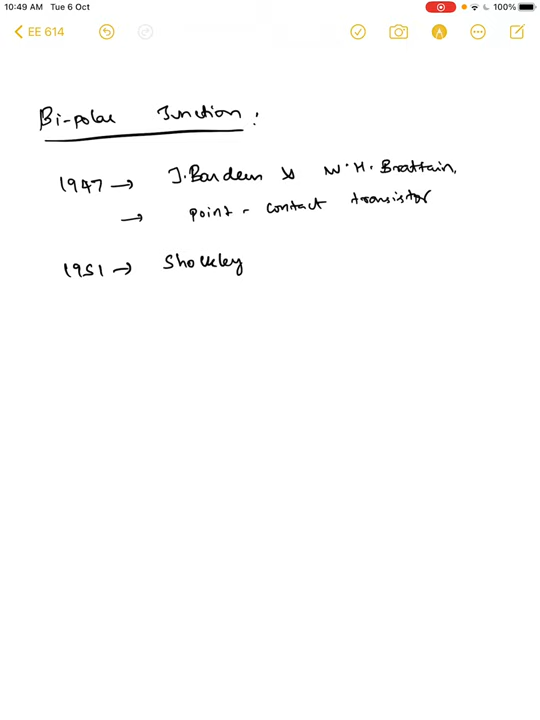 10:49 AM Tue 6 Oct
100%
EE 614
Bi-polar Junction :
1947 → J. Bardeen & W. H. Brattain.
→ point - contact transistor
1951 → Shockley